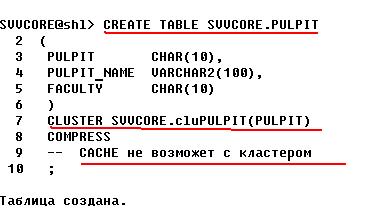 SVVCORE@shl> CREATE TABLE SVVCORE.PULPIT
2 (
3 PULPIT CHAR(10),
4 PULPIT_NAME VARCHAR2(100),
5 FACULTY CHAR(10)
6 )
7 CLUSTER SVVCORE.cluPULPIT(PULPIT)
8 COMPRESS
9 -- CACHE не возможет с кластером
10 ;
Таблица создана.